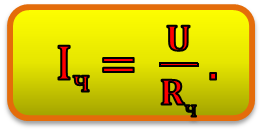 Iч = U / Rч .